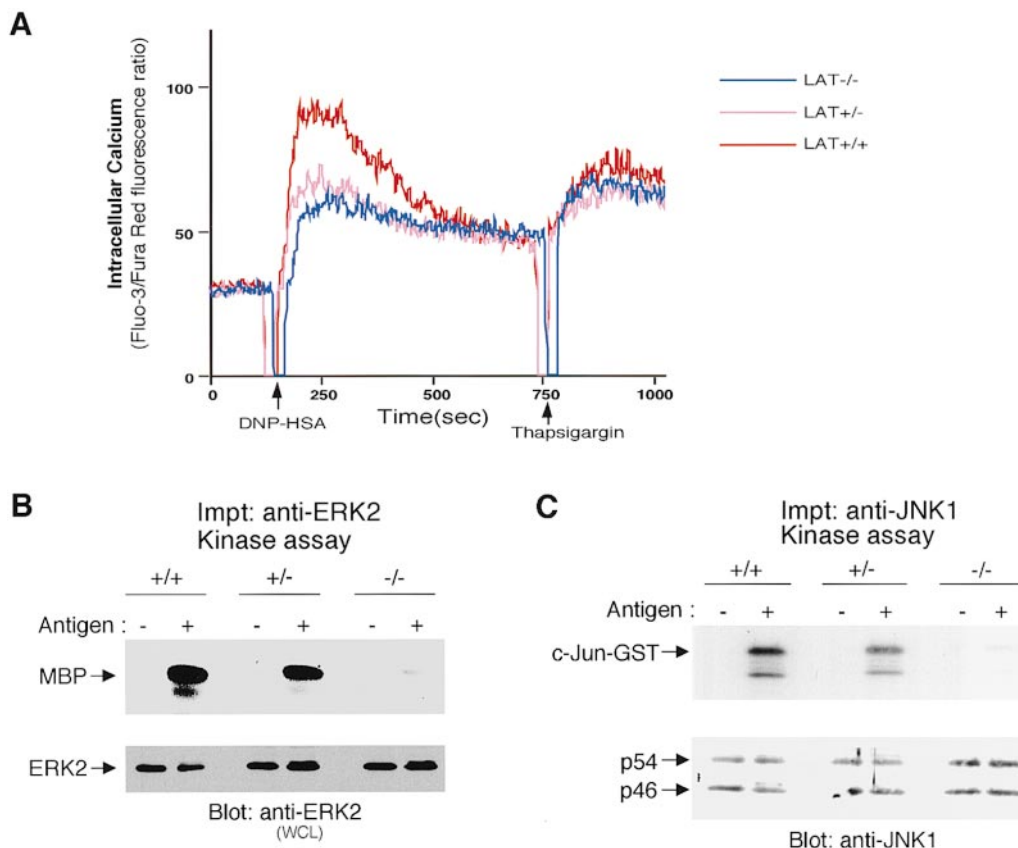 A
Intracellular Calcium
(Fluo-3/Fura Red fluorescence ratio)
100
50
0
0 250 500 750 1000
DNP-HSA
Time(sec)
Thapsigargin
LAT-/-
LAT+/-
LAT+/+
B
Impt: anti-ERK2
Kinase assay
+/+ +/- -/-
Antigen : - + - + - +
MBP
ERK2
Blot: anti-ERK2
(WCL)
C
Impt: anti-JNK1
Kinase assay
+/+ +/- -/-
Antigen : - + - + - +
c-Jun-GST
p54
p46
Blot: anti-JNK1